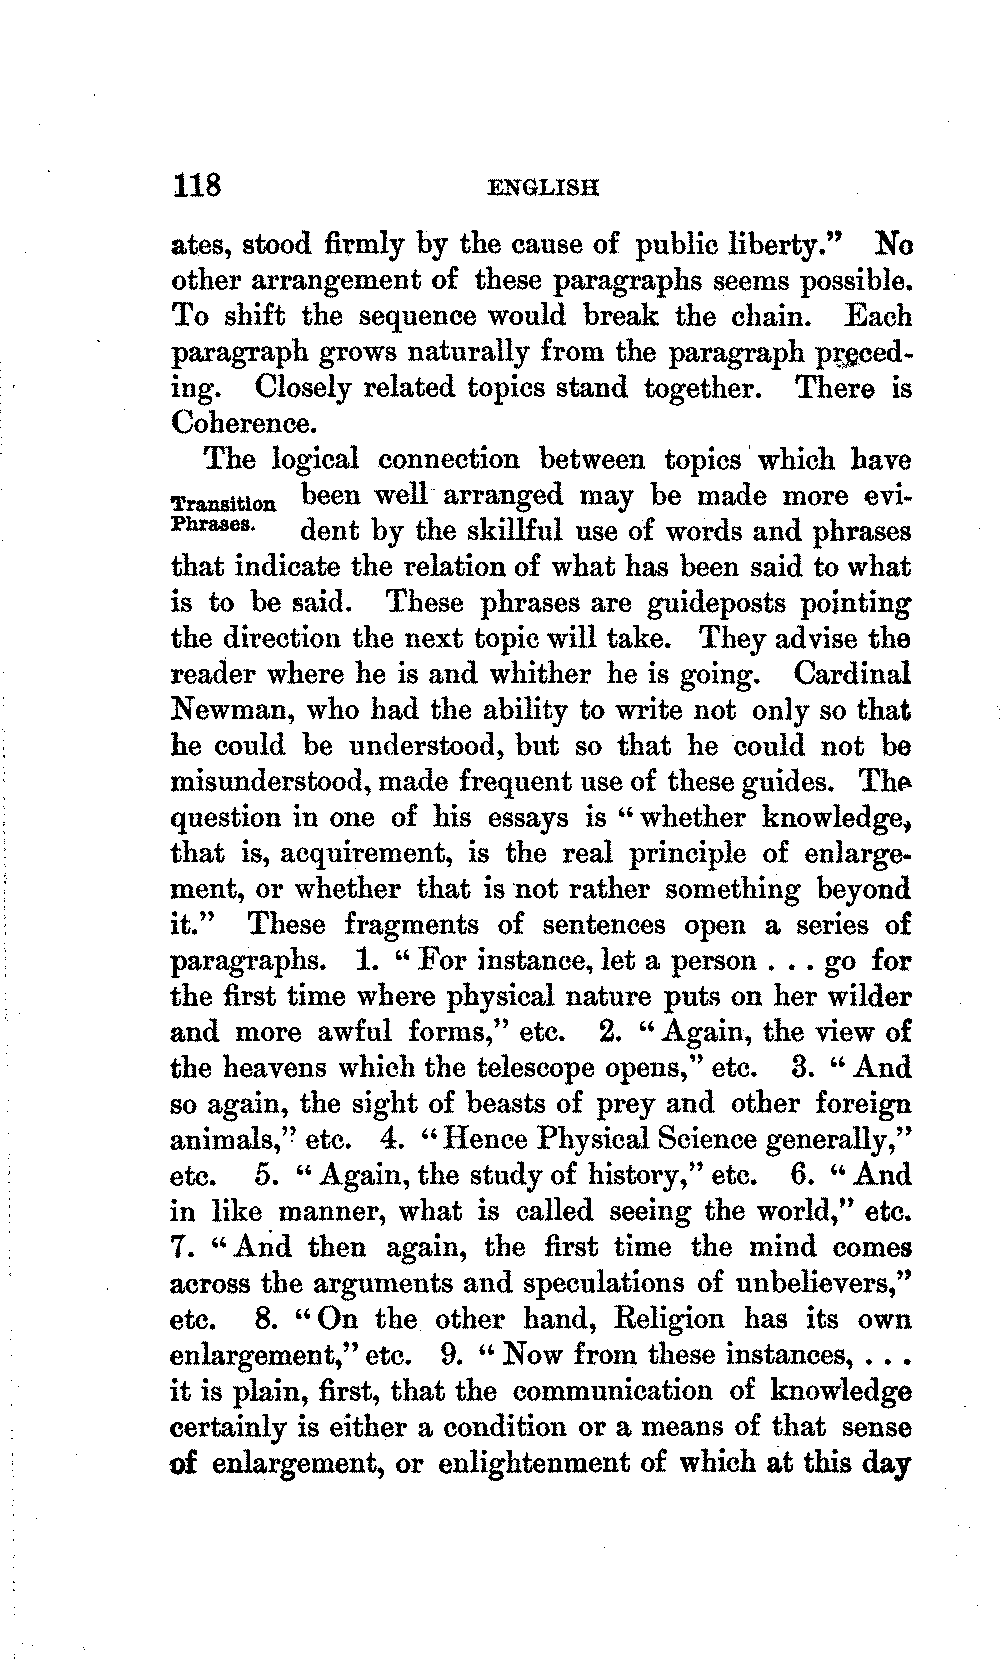 118 ENGLISH
ates, stood firmly by the cause of public liberty.” No
other arrangement of these paragraphs seems possible.
To shift the sequence would break the chain. Each
paragraph grows naturally from the paragraph preced-
ing. Closely related topics stand together. There is
Coherence.
The logical connection between topics which have
Transition been well arranged may be made more evi-
Phrases. dent by the skillful use of words and phrases
that indicate the relation of what has been said to what
is to be said. These phrases are guideposts pointing
the direction the next topic will take. They advise the
reader where he is and whither he is going. Cardinal
Newman, who had the ability to write not only so that
he could be understood, but so that he could not be
misunderstood, made frequent use of these guides. The
question in one of his essays is “whether knowledge,
that is, acquirement, is the real principle of enlarge-
ment, or whether that is not rather something beyond
it.” These fragments of sentences open a series of
paragraphs. 1. “For instance, let a person . . . go for
the first time where physical nature puts on her wilder
and more awful forms,” etc. 2. “Again, the view of
the heavens which the telescope opens,” etc. 3. “And
so again, the sight of beasts of prey and other foreign
animals,” etc. 4. “Hence Physical Science generally,”
etc. 5. “Again, the study of history,” etc. 6. “And
in like manner, what is called seeing the world,” etc.
7. “And then again, the first time the mind comes
across the arguments and speculations of unbelievers,”
etc. 8. “On the other hand, Religion has its own
enlargement,” etc. 9. “Now from these instances, . . .
it is plain, first, that the communication of knowledge
certainly is either a condition or a means of that sense
of enlargement, or enlightenment of which at this day